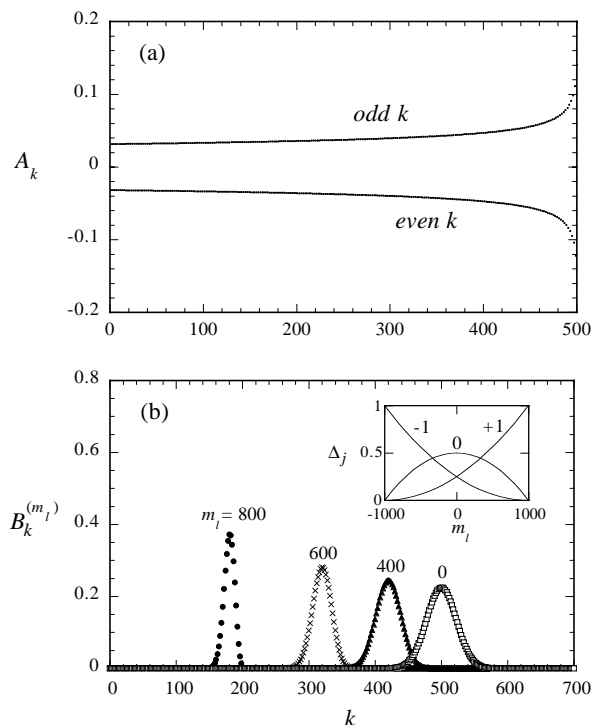 0.2
(a)
0.1
odd k
A_k
0
even k
-0.1
-0.2
0 100 200 300 400 500
0.8
(b)
1
-1 0 +1
0.6
Δ_j 0.5
0
-1000 0 1000
m_l
B_k^(m_l)
0.4
m_l = 800
600
400
0
0.2
0
0 100 200 300 400 500 600 700
k